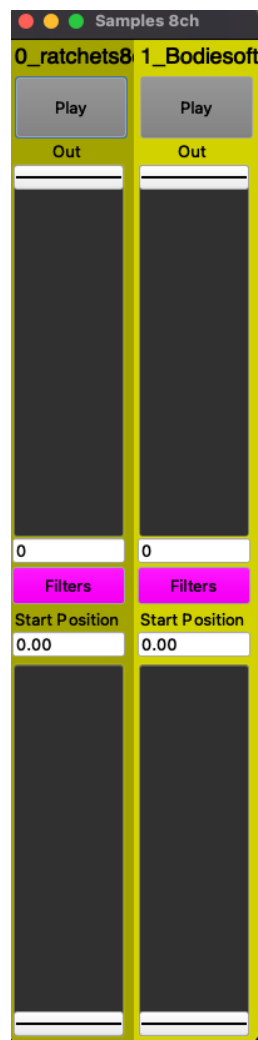 Samples 8ch
0_ratchets8 1_Bodiesoft
Play Play
Out Out
0 0
Filters Filters
Start Position Start Position
0.00 0.00